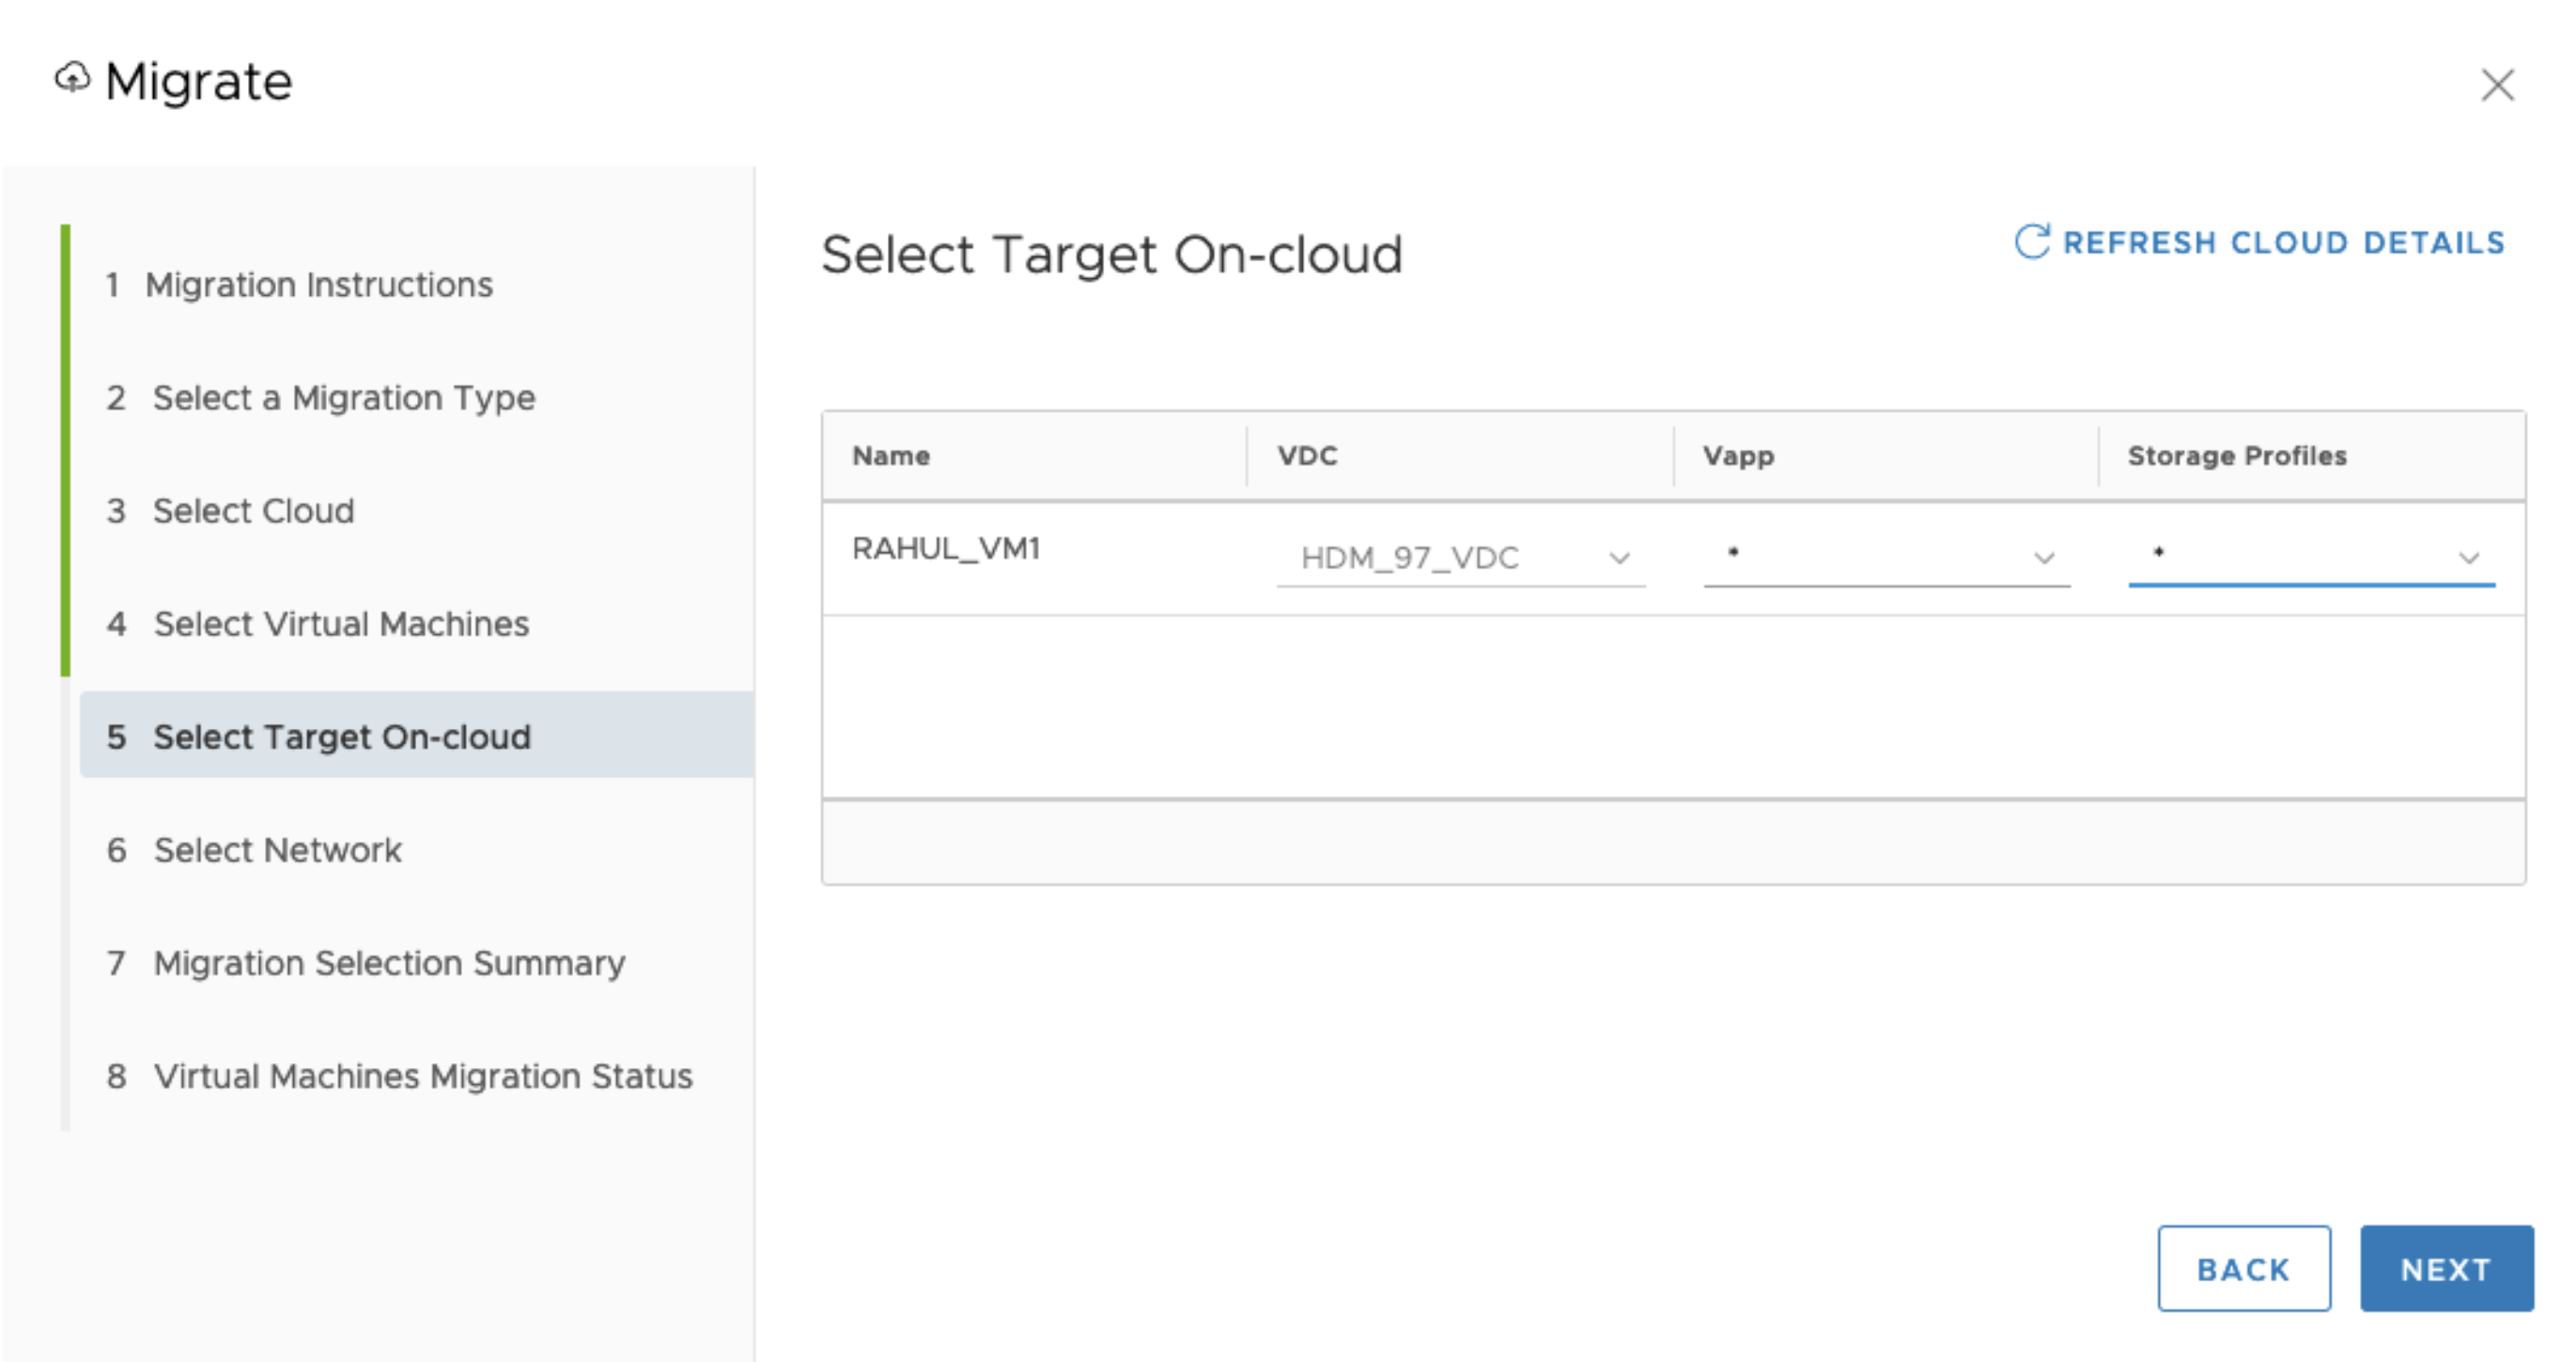 Migrate
1 Migration Instructions
2 Select a Migration Type
3 Select Cloud
4 Select Virtual Machines
5 Select Target On-cloud
6 Select Network
7 Migration Selection Summary
8 Virtual Machines Migration Status
Select Target On-cloud
REFRESH CLOUD DETAILS
Name VDC Vapp Storage Profiles
RAHUL_VM1 HDM_97_VDC * *
BACK NEXT